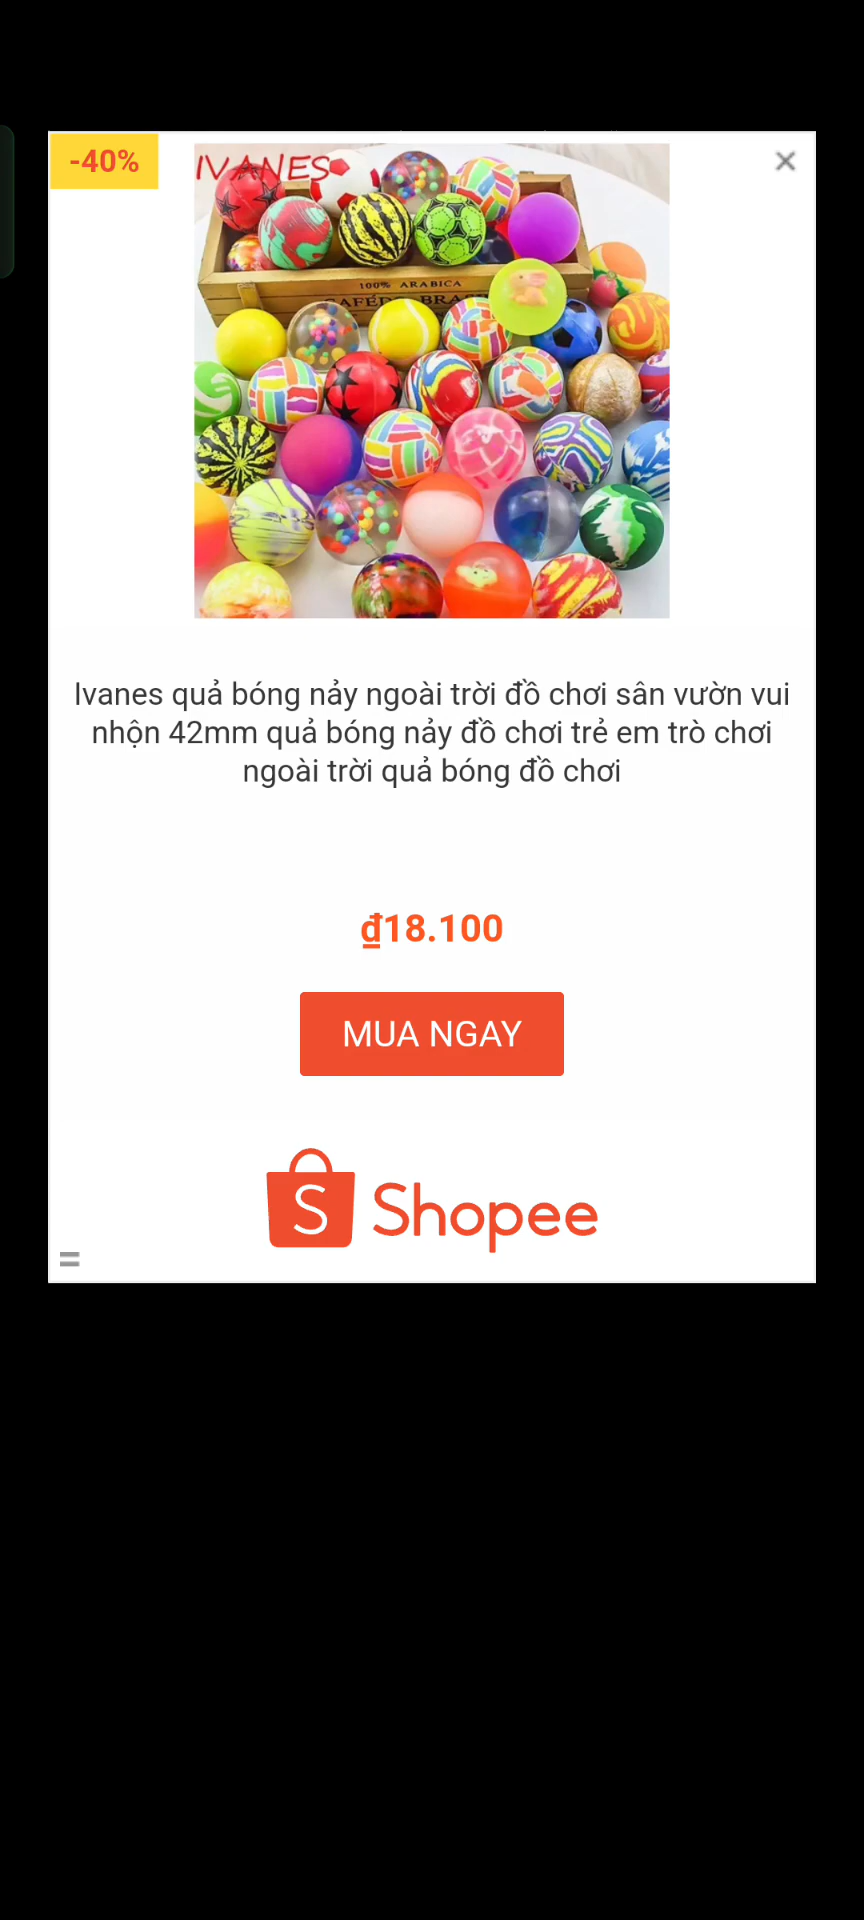 -40%
IVANES
100% ARABICA
Ivanes quả bóng nảy ngoài trời đồ chơi sân vườn vui
nhộn 42mm quả bóng nảy đồ chơi trẻ em trò chơi
ngoài trời quả bóng đồ chơi
₫18.100
MUA NGAY
S Shopee